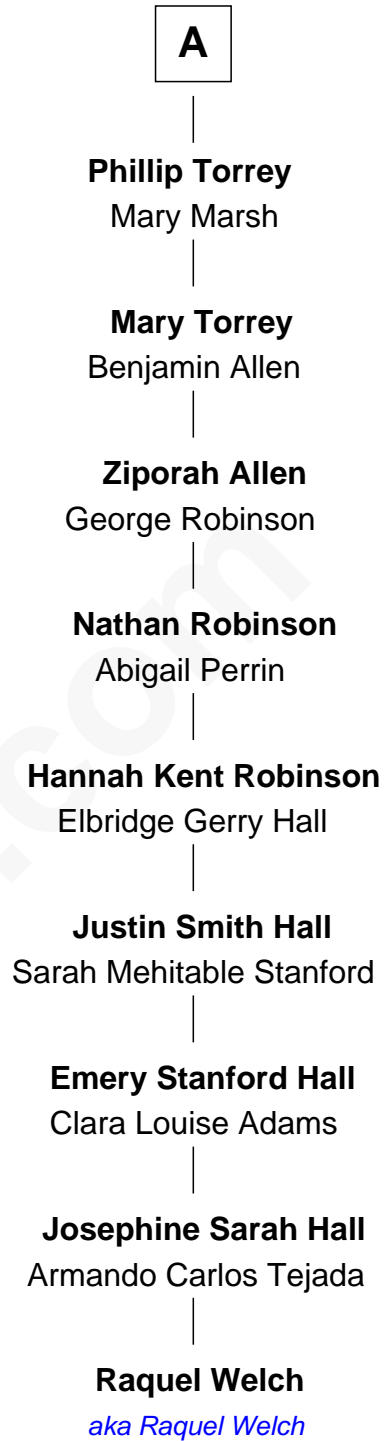 A
Phillip Torrey
Mary Marsh
Mary Torrey
Benjamin Allen
Ziporah Allen
George Robinson
Nathan Robinson
Abigail Perrin
Hannah Kent Robinson
Elbridge Gerry Hall
Justin Smith Hall
Sarah Mehitable Stanford
Emery Stanford Hall
Clara Louise Adams
Josephine Sarah Hall
Armando Carlos Tejada
Raquel Welch
aka Raquel Welch
.com